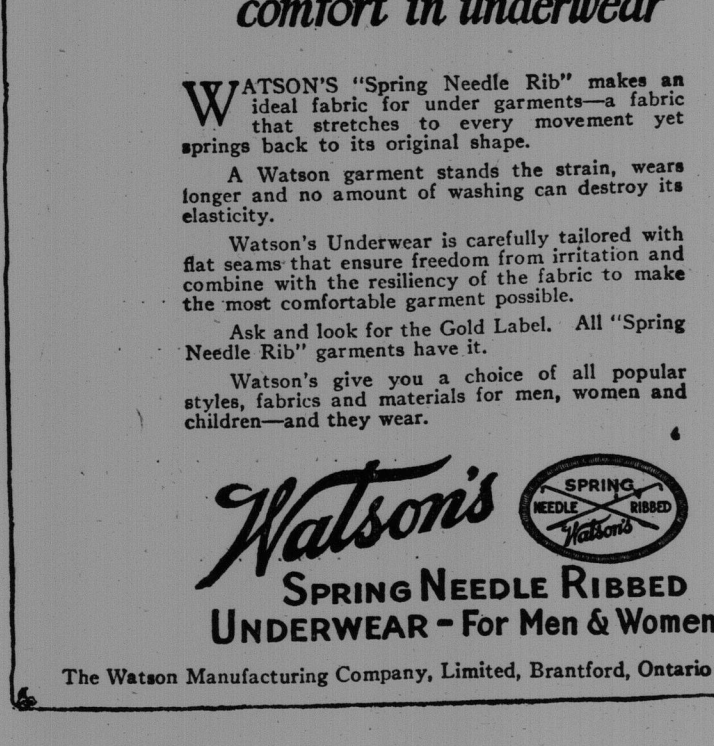 comfort in underwear
WATSON'S "Spring Needle Rib" makes an
ideal fabric for under garments—a fabric
that stretches to every movement yet
springs back to its original shape.
A Watson garment stands the strain, wears
longer and no amount of washing can destroy its
elasticity.
Watson's Underwear is carefully tailored with
flat seams that ensure freedom from irritation and
combine with the resiliency of the fabric to make
the most comfortable garment possible.
Ask and look for the Gold Label. All "Spring
Needle Rib" garments have it.
Watson's give you a choice of all popular
styles, fabrics and materials for men, women and
children—and they wear.
6
Watson's
SPRING
NEEDLE RIBBED
Watson's
SPRING NEEDLE RIBBED
UNDERWEAR - For Men & Women
The Watson Manufacturing Company, Limited, Brantford, Ontario